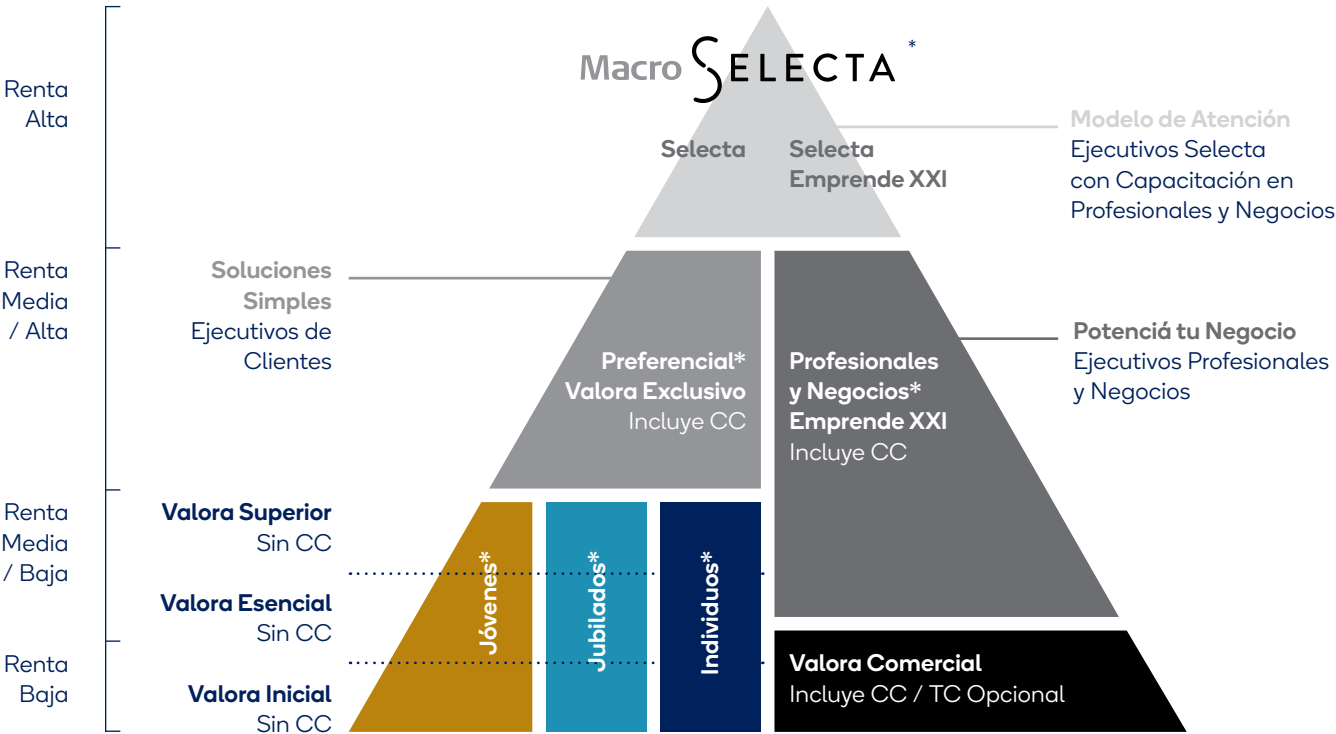 Macro SELECTA *
Renta
Alta
Selecta
Selecta
Emprende XXI
Modelo de Atención
Ejecutivos Selecta
con Capacitación en
Profesionales y Negocios
Renta
Media
/ Alta
Soluciones
Simples
Ejecutivos de
Clientes
Preferencial*
Valora Exclusivo
Incluye CC
Profesionales
y Negocios*
Emprende XXI
Incluye CC
Potenciá tu Negocio
Ejecutivos Profesionales
y Negocios
Renta
Media
/ Baja
Valora Superior
Sin CC
Valora Esencial
Sin CC
Renta
Baja
Valora Inicial
Sin CC
Jóvenes*
Jubilados*
Individuos*
Valora Comercial
Incluye CC / TC Opcional